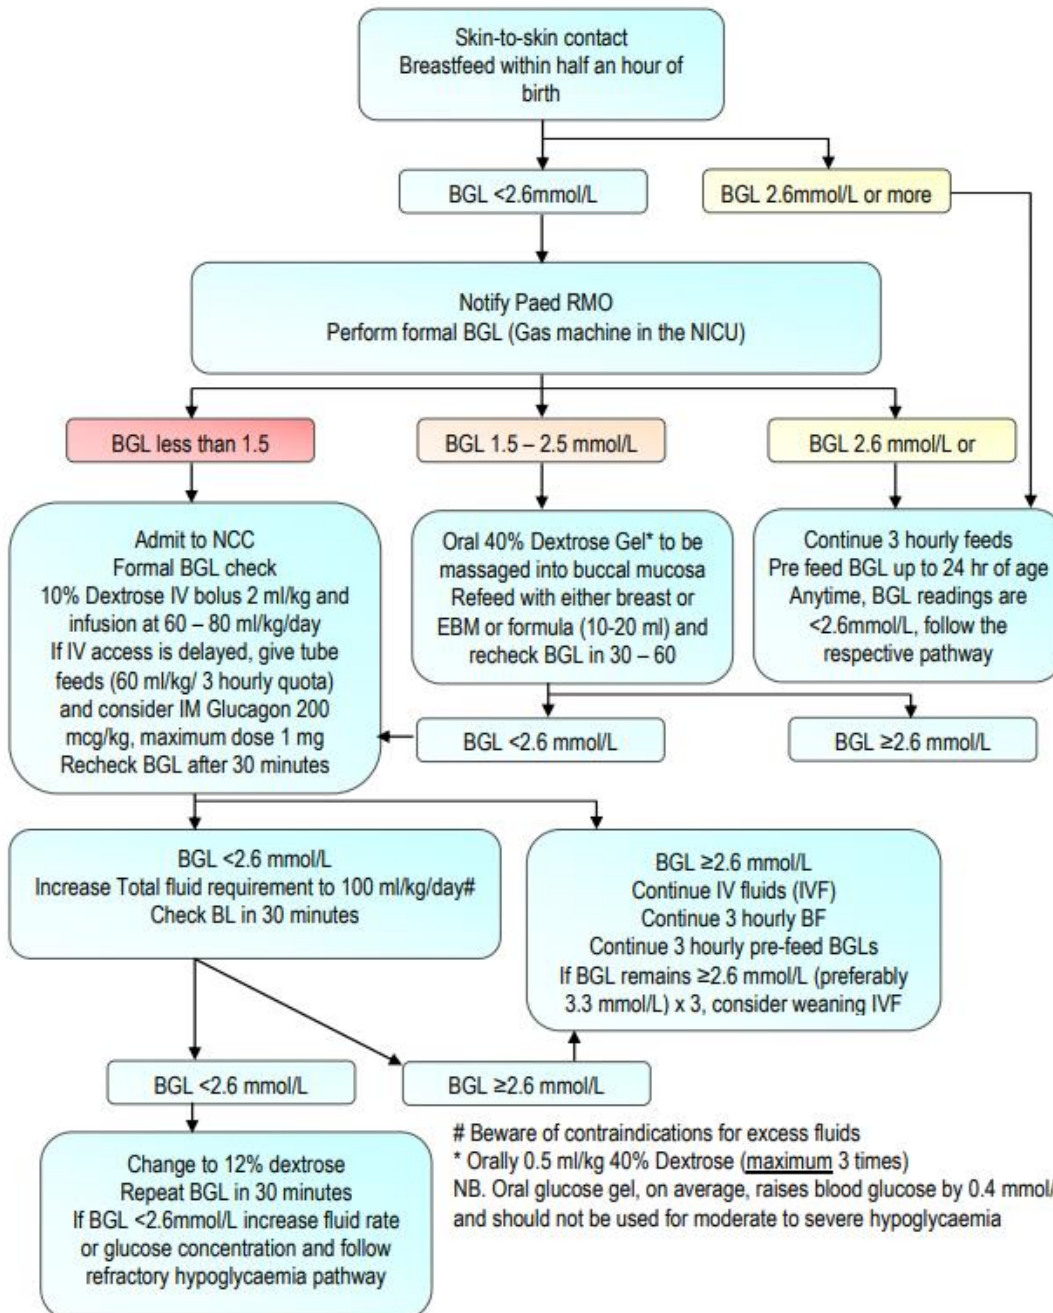 Skin-to-skin contact
Breastfeed within half an hour of
birth
BGL <2.6mmol/L
BGL 2.6mmol/L or more
Notify Paed RMO
Perform formal BGL (Gas machine in the NICU)
BGL less than 1.5
BGL 1.5 – 2.5 mmol/L
BGL 2.6 mmol/L or
Admit to NCC
Formal BGL check
10% Dextrose IV bolus 2 ml/kg and
infusion at 60 – 80 ml/kg/day
If IV access is delayed, give tube
feeds (60 ml/kg/ 3 hourly quota)
and consider IM Glucagon 200
mcg/kg, maximum dose 1 mg
Recheck BGL after 30 minutes
Oral 40% Dextrose Gel* to be
massaged into buccal mucosa
Refeed with either breast or
EBM or formula (10-20 ml) and
recheck BGL in 30 – 60
Continue 3 hourly feeds
Pre feed BGL up to 24 hr of age
Anytime, BGL readings are
<2.6mmol/L, follow the
respective pathway
BGL <2.6 mmol/L
BGL ≥2.6 mmol/L
BGL <2.6 mmol/L
Increase Total fluid requirement to 100 ml/kg/day#
Check BL in 30 minutes
BGL ≥2.6 mmol/L
Continue IV fluids (IVF)
Continue 3 hourly BF
Continue 3 hourly pre-feed BGLs
If BGL remains ≥2.6 mmol/L (preferably
3.3 mmol/L) x 3, consider weaning IVF
BGL <2.6 mmol/L
BGL ≥2.6 mmol/L
Change to 12% dextrose
Repeat BGL in 30 minutes
If BGL <2.6mmol/L increase fluid rate
or glucose concentration and follow
refractory hypoglycaemia pathway
# Beware of contraindications for excess fluids
* Orally 0.5 ml/kg 40% Dextrose (maximum 3 times)
NB. Oral glucose gel, on average, raises blood glucose by 0.4 mmol/
and should not be used for moderate to severe hypoglycaemia